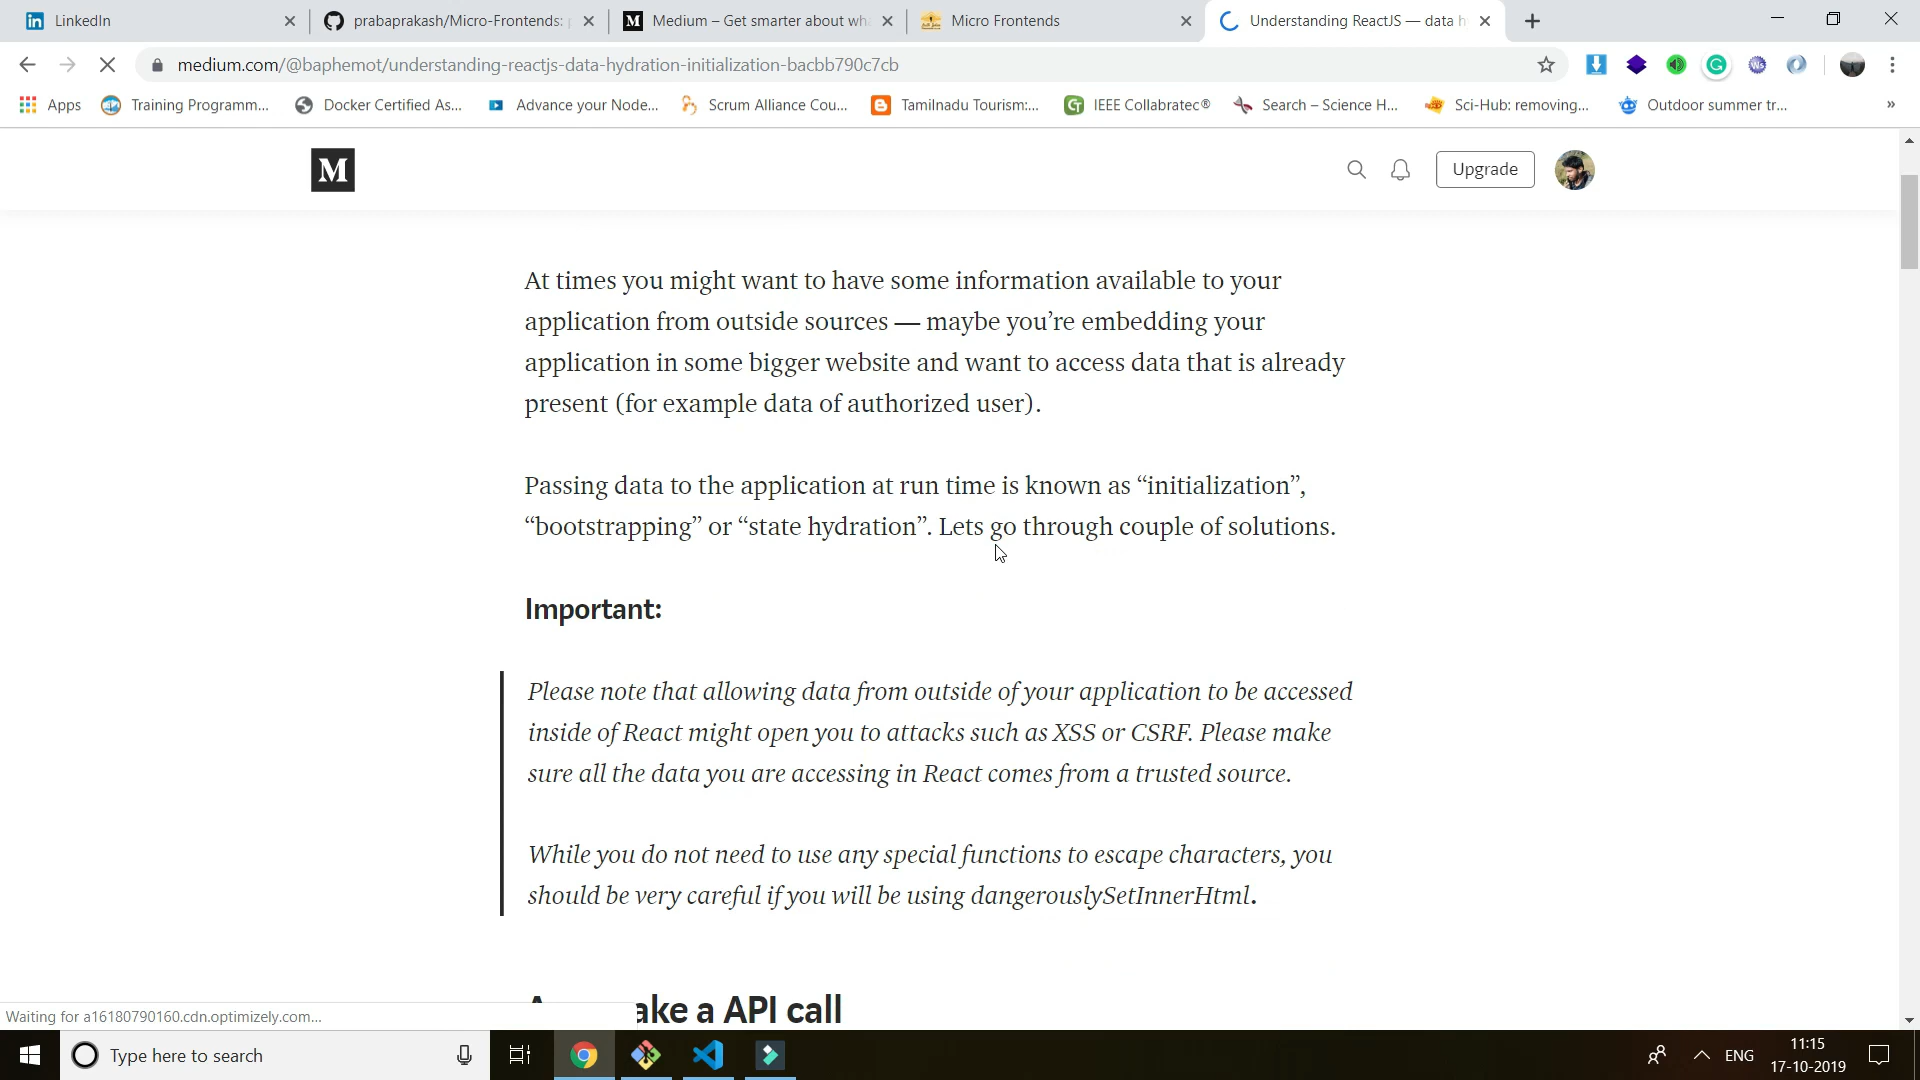 LinkedIn
prabaprakash/Micro-Frontends:
Medium – Get smarter about wh
Micro Frontends
Understanding ReactJS — data h
medium.com/@baphemot/understanding-reactjs-data-hydration-initialization-bacbb790c7cb
Apps
Training Programm...
Docker Certified As...
Advance your Node...
Scrum Alliance Cou...
Tamilnadu Tourism:...
IEEE Collabratec®
Search – Science H...
Sci-Hub: removing...
Outdoor summer tr...
»
M
Upgrade
At times you might want to have some information available to your
application from outside sources — maybe you’re embedding your
application in some bigger website and want to access data that is already
present (for example data of authorized user).
Passing data to the application at run time is known as “initialization”,
“bootstrapping” or “state hydration”. Lets go through couple of solutions.
Important:
Please note that allowing data from outside of your application to be accessed
inside of React might open you to attacks such as XSS or CSRF. Please make
sure all the data you are accessing in React comes from a trusted source.
While you do not need to use any special functions to escape characters, you
should be very careful if you will be using dangerouslySetInnerHtml.
ake a API call
Waiting for a16180790160.cdn.optimizely.com...
Type here to search
ENG
11:15
17-10-2019